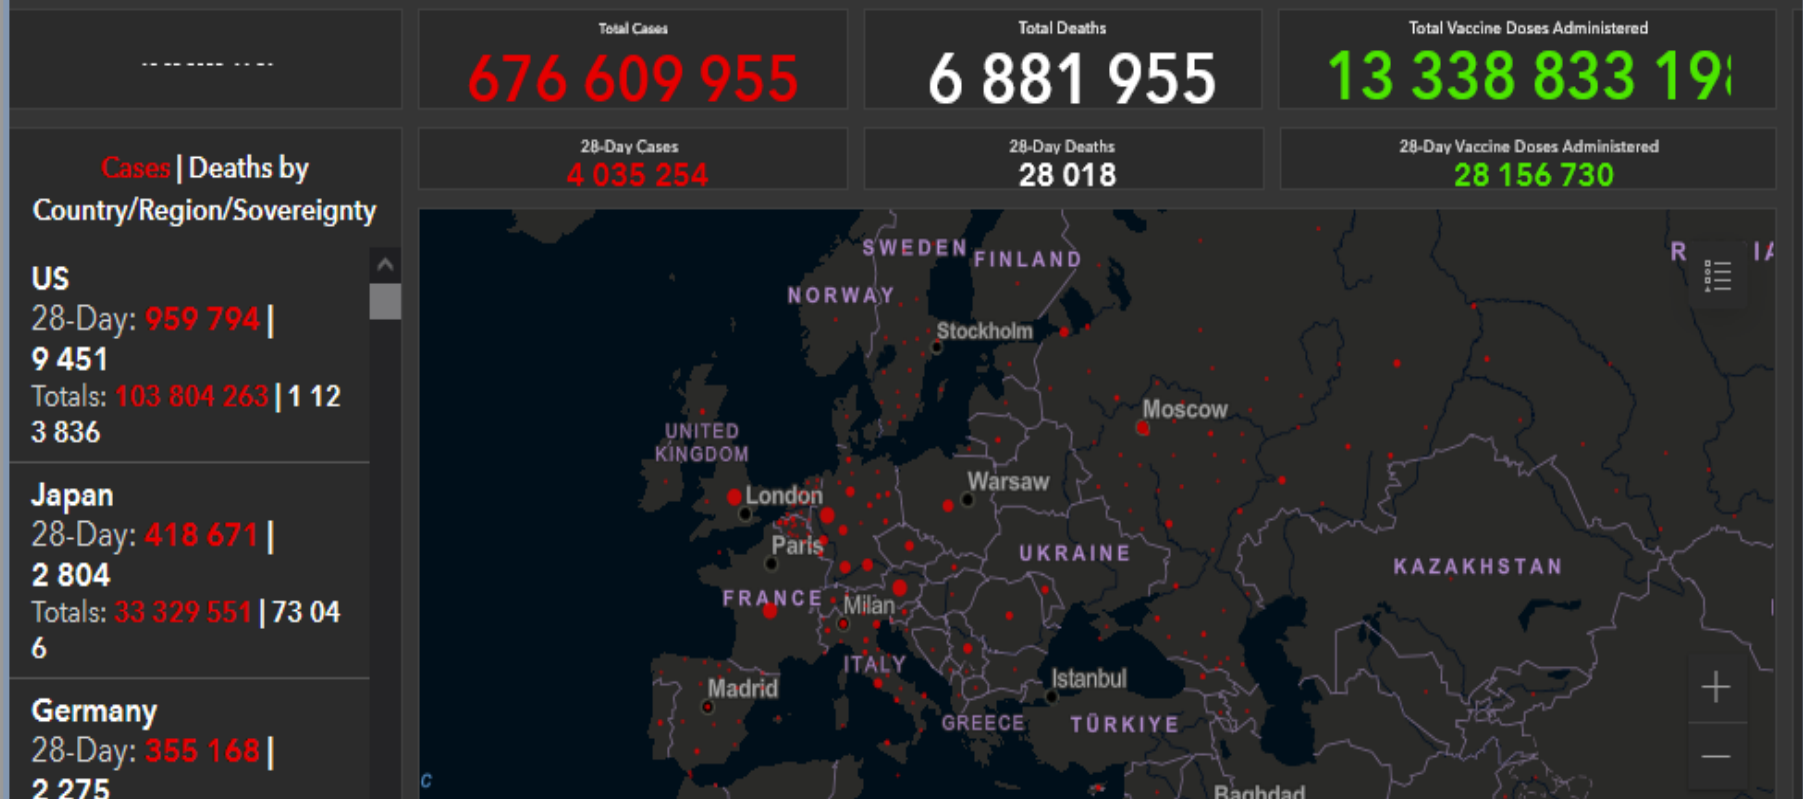 Total Cases
676 609 955
Total Deaths
6 881 955
Total Vaccine Doses Administered
13 338 833
28-Day Cases
4 035 254
28-Day Deaths
28 018
28-Day Vaccine Doses Administered
28 156 730
Cases | Deaths by
Country/Region/Sovereignty
US
28-Day: 959 794 |
9 451
Totals: 103 804 263 | 1 12
3 836
Japan
28-Day: 418 671 |
2 804
Totals: 33 329 551 | 73 04
6
Germany
28-Day: 355 168 |
2 275
SWEDEN
FINLAND
NORWAY
Stockholm
Moscow
UNITED
KINGDOM
London
Warsaw
Paris
UKRAINE
KAZAKHSTAN
FRANCE
Milan
ITALY
Madrid
Istanbul
GREECE
TÜRKIYE
Baghdad